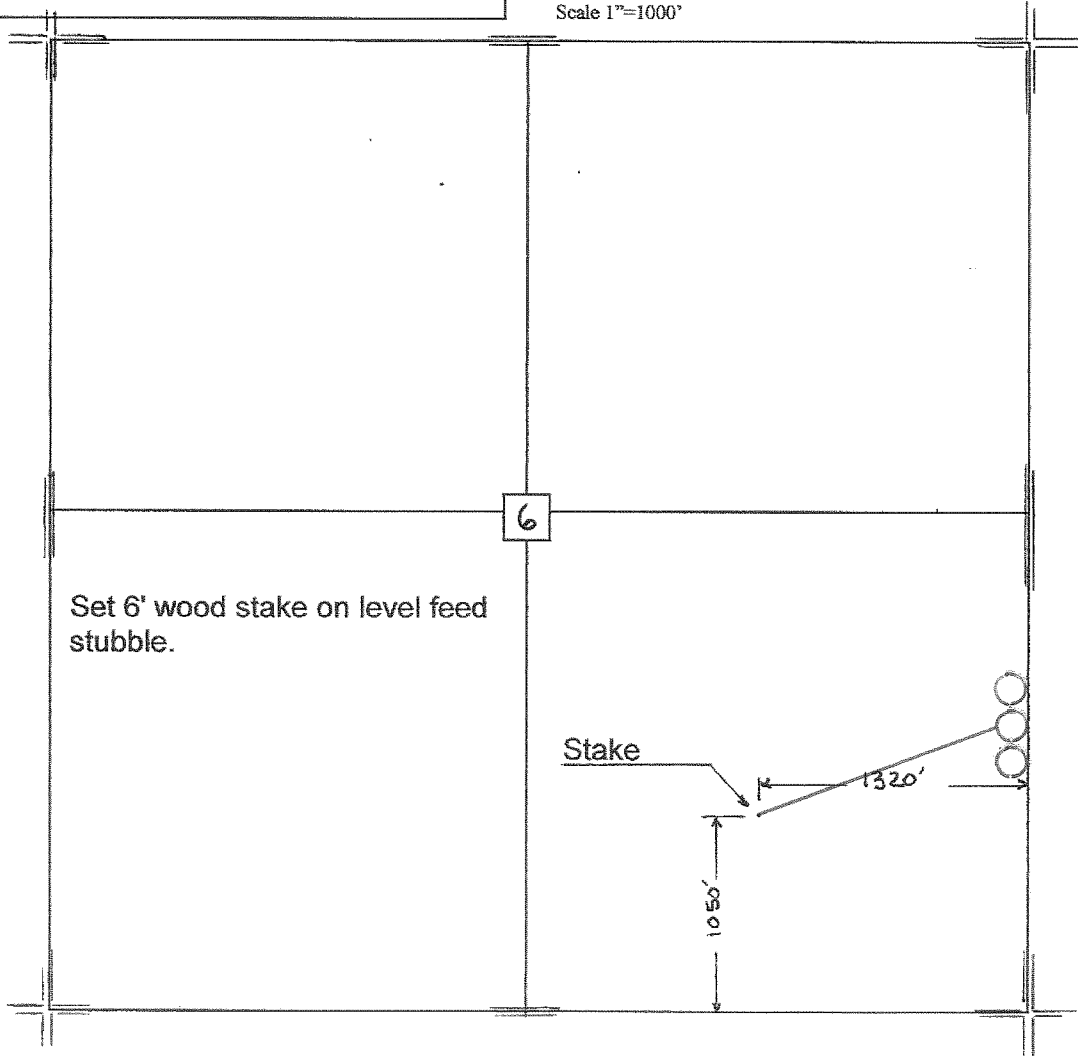 Scale 1"=1000'
6
Set 6' wood stake on level feed
stubble.
Stake
1320'
1050'